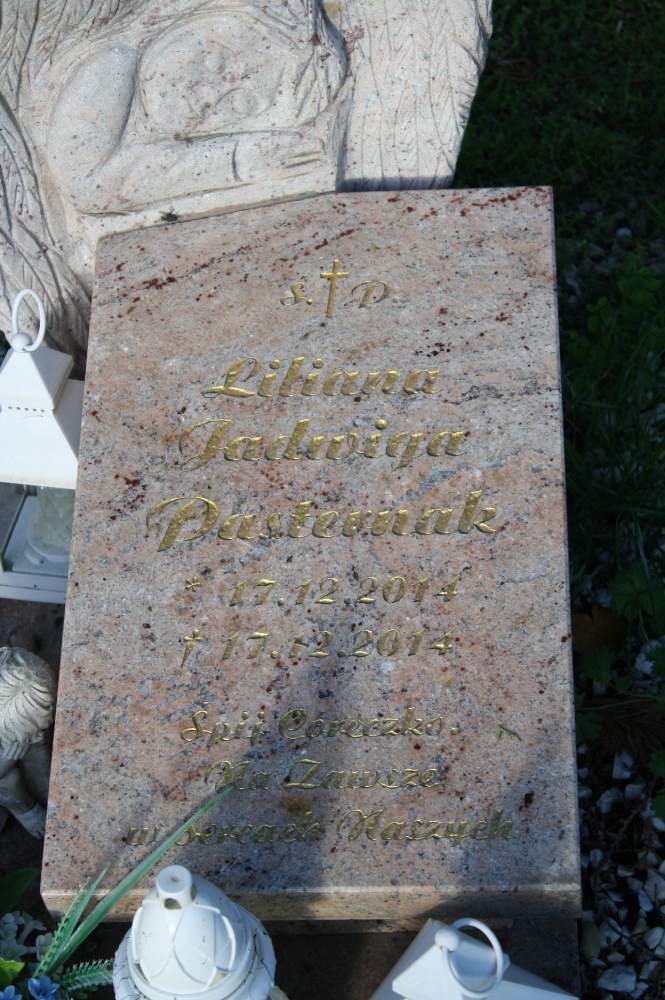 Ś. † D
Liliana
Jadwiga
Pasternak
* 17.12.2014
† 17.12.2014
Śpij Córeczko.
Na Zawsze
w Sercach Naszych